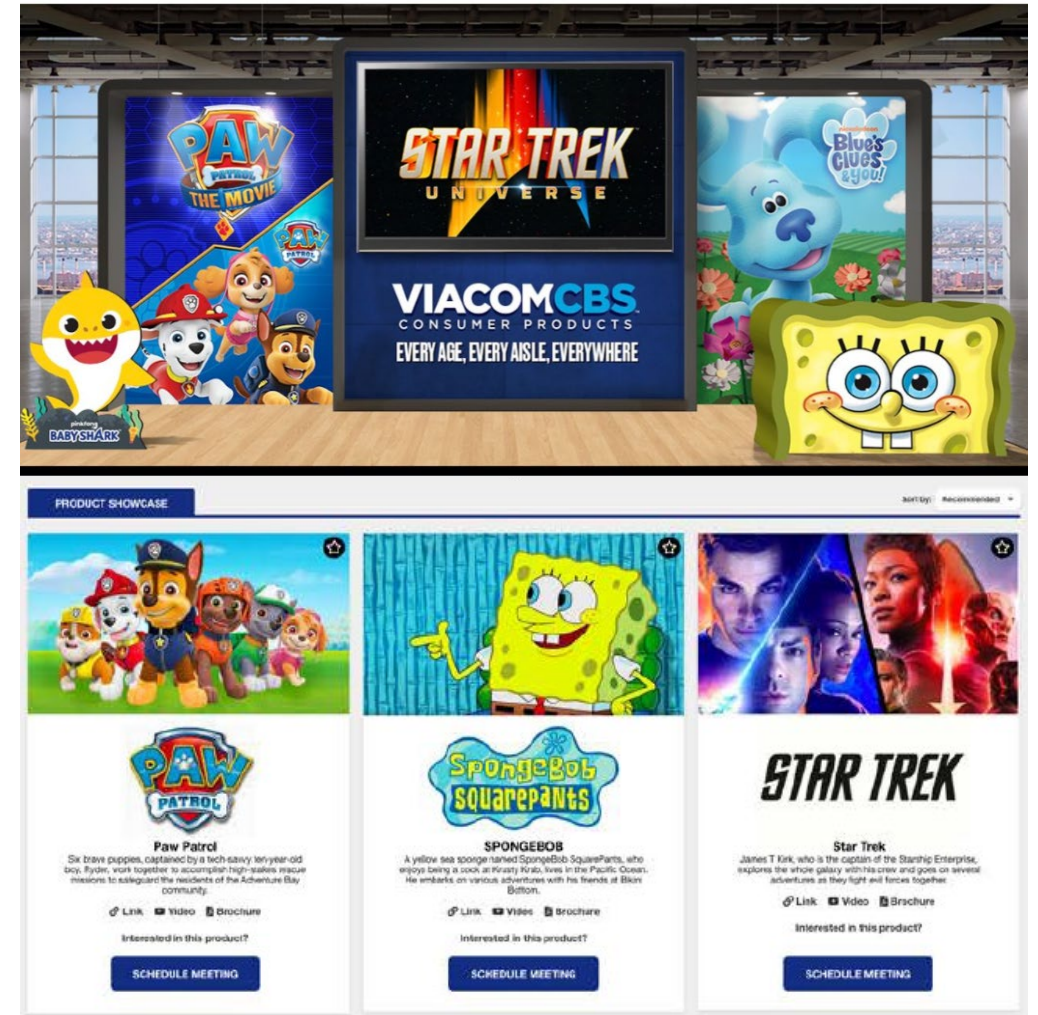 PAW
PATROL
THE MOVIE
PAW
PATROL
STAR TREK
UNIVERSE
nickelodeon
Blue's
Clues
& YOU!
VIACOMCBS
CONSUMER PRODUCTS
EVERY AGE, EVERY AISLE, EVERYWHERE
pinkfong
BABY SHARK
PRODUCT SHOWCASE
Sort by: Recommended
PAW
PATROL
SpongeBob
SQUAREPANTS
STAR TREK
Paw Patrol
Six brave puppies, captained by a tech-savvy ten-year-old
boy, Ryder, work together to accomplish high-stakes rescue
missions to safeguard the residents of the Adventure Bay
community.
Link Video Brochure
Interested in this product?
SCHEDULE MEETING
SPONGEBOB
A yellow sea sponge named SpongeBob SquarePants, who
enjoys being a cook at Krusty Krab, lives in the Pacific Ocean.
He embarks on various adventures with his friends at Bikini
Bottom.
Link Video Brochure
Interested in this product?
SCHEDULE MEETING
Star Trek
James T Kirk, who is the captain of the Starship Enterprise,
explores the whole galaxy with his crew and goes on several
adventures as they fight evil forces together.
Link Video Brochure
Interested in this product?
SCHEDULE MEETING